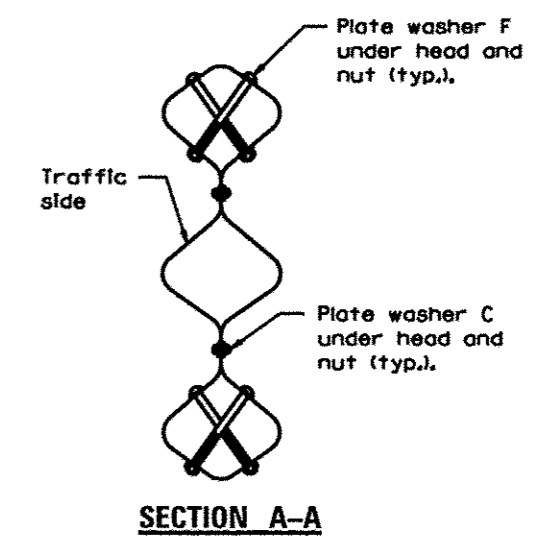 Plate washer F
under head and
nut (typ.).
Traffic
side
Plate washer C
under head and
nut (typ.).
SECTION A-A